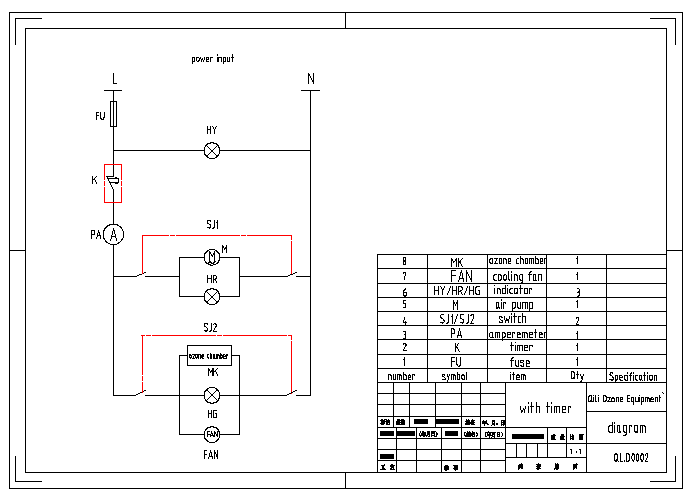 power input
L
N
FU
HY
K
PA
A
SJ1
M
M
HR
SJ2
ozone chamber
MK
HG
FAN
FAN
8 MK ozone chamber 1
7 FAN cooling fan 1
6 HY/HR/HG indicator 3
5 M air pump 1
4 SJ1/SJ2 switch 2
3 PA amperemeter 1
2 K timer 1
1 FU fuse 1
number symbol item Qty Specification
with timer
Qili Ozone Equipment
diagram
QLD0002
1:1